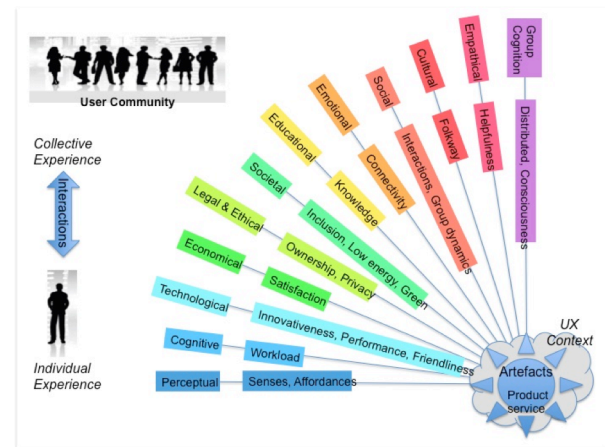 User Community
Collective
Experience
Interactions
Individual
Experience
Perceptual
Senses, Affordances
Cognitive
Workload
Technological
Innovativeness, Performance, Friendliness
Economical
Satisfaction
Legal & Ethical
Ownership, Privacy
Societal
Inclusion, Low energy, Green
Educational
Knowledge
Emotional
Connectivity
Social
Interactions, Group dynamics
Cultural
Folkway
Empathical
Helpfulness
Group
Cognition
Distributed, Consciousness
UX
Context
Artefacts
Product
service